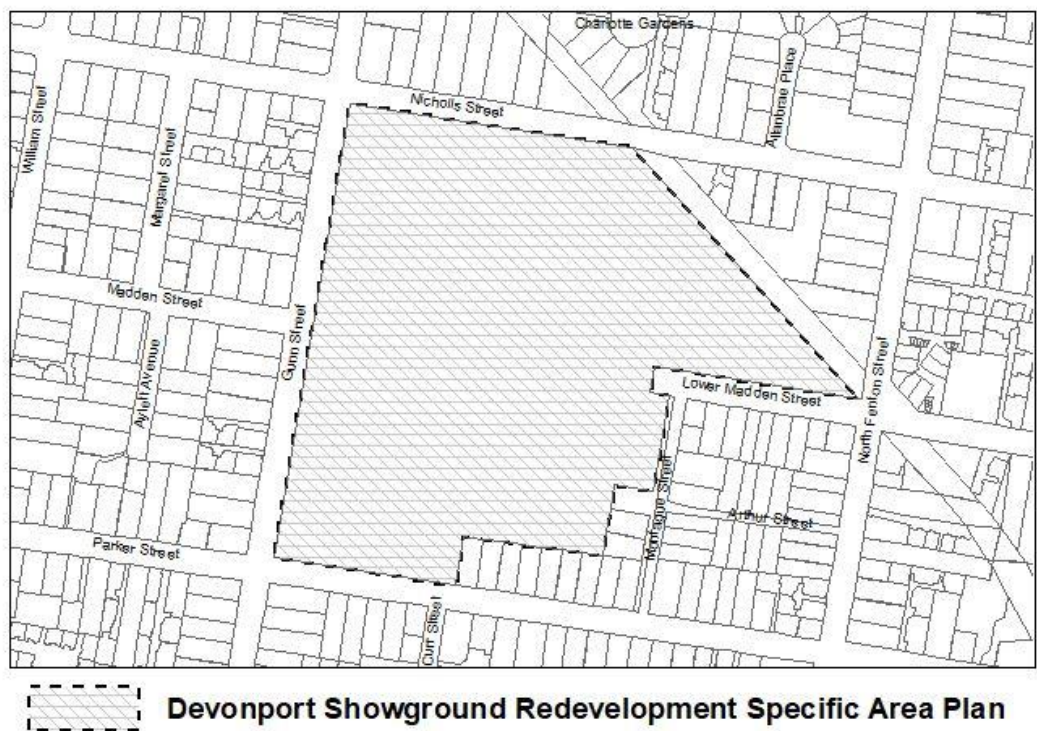 Charlotte Gardens
Nicholls Street
Allanbrae Place
William Street
Margaret Street
Madden Street
Gunn Street
Aylett Avenue
Lower Madden Street
North Fenton Street
Montague Street
Arthur Street
Parker Street
Curr Street
Devonport Showground Redevelopment Specific Area Plan